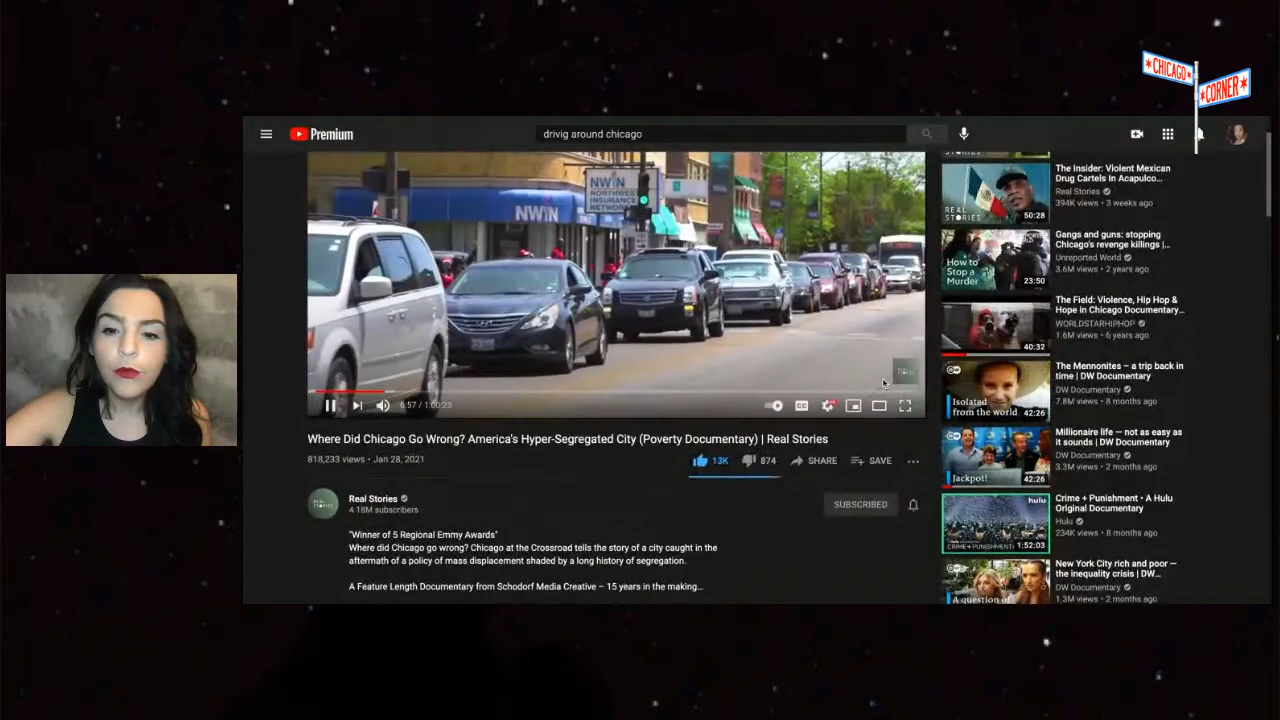 *CHICAGO*
*CORNER*
Premium
drivig around chicago
NWIN
NORTHWEST
INSURANCE
NETWORK
NWIN
6:57 / 1:00:23
CC
Where Did Chicago Go Wrong? America's Hyper-Segregated City (Poverty Documentary) | Real Stories
818,233 views • Jan 28, 2021
13K
874
SHARE
SAVE
Real Stories
4.18M subscribers
SUBSCRIBED
"Winner of 5 Regional Emmy Awards"
Where did Chicago go wrong? Chicago at the Crossroad tells the story of a city caught in the
aftermath of a policy of mass displacement shaded by a long history of segregation.
A Feature Length Documentary from Schodorf Media Creative – 15 years in the making...
REAL
STORIES
50:28
The Insider: Violent Mexican
Drug Cartels In Acapulco...
Real Stories
394K views • 3 weeks ago
How to
Stop a
Murder
23:50
Gangs and guns: stopping
Chicago's revenge killings |...
Unreported World
3.6M views • 2 years ago
40:32
The Field: Violence, Hip Hop &
Hope in Chicago Documentary...
WORLDSTARHIPHOP
1.6M views • 6 years ago
Isolated
from the world
42:26
The Mennonites – a trip back in
time | DW Documentary
DW Documentary
7.8M views • 8 months ago
Jackpot!
42:26
Millionaire life — not as easy as
it sounds | DW Documentary
DW Documentary
3.3M views • 2 months ago
hulu
CRIME+PUNISHMENT
1:52:03
Crime + Punishment • A Hulu
Original Documentary
Hulu
234K views • 8 months ago
A question of
New York City rich and poor —
the inequality crisis | DW...
DW Documentary
1.3M views • 2 months ago